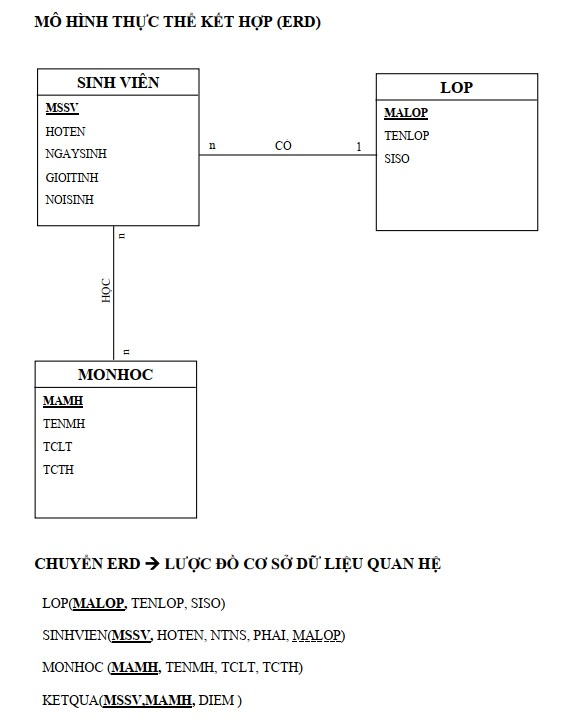 MÔ HÌNH THỰC THỂ KẾT HỢP (ERD)
SINH VIÊN
MSSV
HOTEN
NGAYSINH
GIOITINH
NOISINH
n CÓ 1
LOP
MALOP
TENLOP
SISO
n
HỌC
n
MONHOC
MAMH
TENMH
TCLT
TCTH
CHUYỂN ERD → LƯỢC ĐỒ CƠ SỞ DỮ LIỆU QUAN HỆ
LOP(MALOP, TENLOP, SISO)
SINHVIEN(MSSV, HOTEN, NTNS, PHAI, MALOP)
MONHOC (MAMH, TENMH, TCLT, TCTH)
KETQUA(MSSV,MAMH, DIEM )